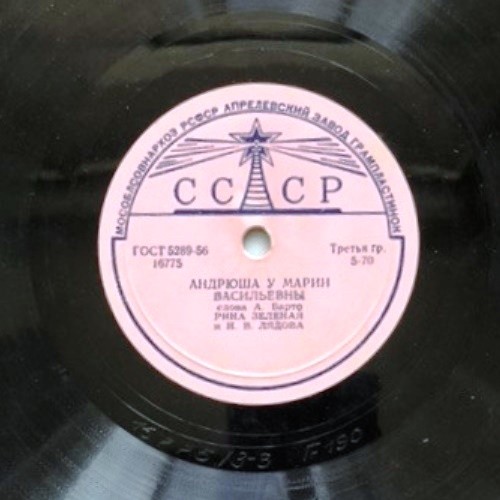 МОСОБЛСОВНАРХОЗ РСФСР АПРЕЛЕВСКИЙ ЗАВОД ГРАМПЛАСТИНОК
СССР
ГОСТ 5289-56
16775
Третья гр.
5-70
АНДРЮША У МАРИИ
ВАСИЛЬЕВНЫ
слова А. Барто
РИНА ЗЕЛЕНАЯ
и Н. В. ЛЯДОВА